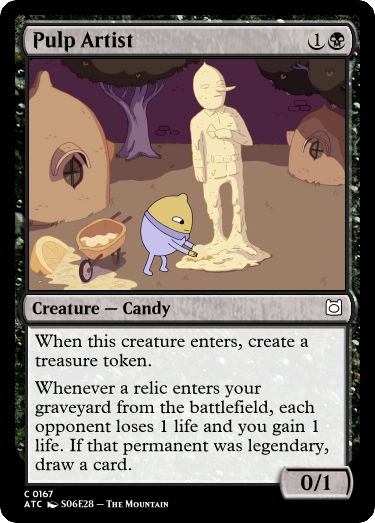 Pulp Artist 1
Creature — Candy
When this creature enters, create a
treasure token.
Whenever a relic enters your
graveyard from the battlefield, each
opponent loses 1 life and you gain 1
life. If that permanent was legendary,
draw a card.
0/1
C 0167
ATC S06E28 — The Mountain